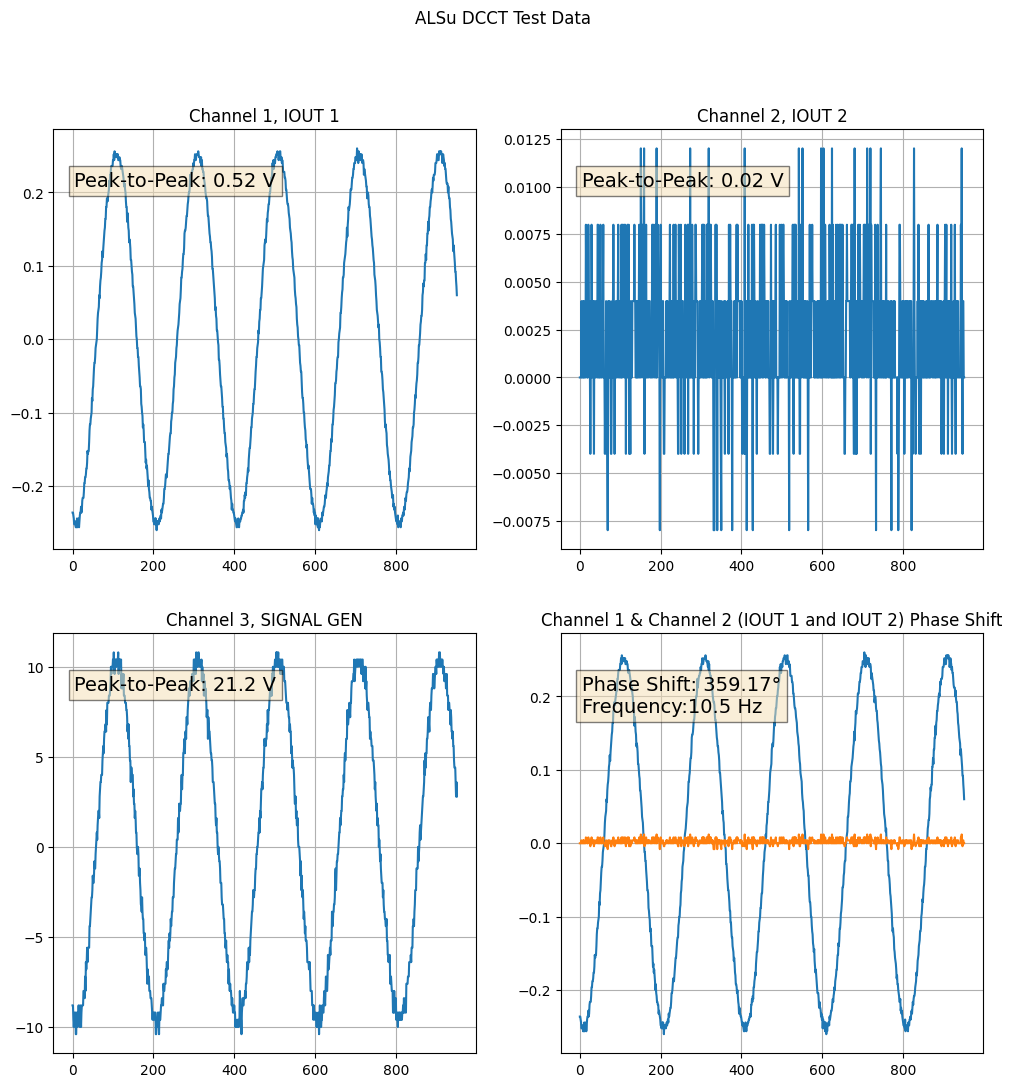 ALSu DCCT Test Data
Channel 1, IOUT 1
Peak-to-Peak: 0.52 V
0.2
0.1
0.0
−0.1
−0.2
0 200 400 600 800
Channel 2, IOUT 2
Peak-to-Peak: 0.02 V
0.0125
0.0100
0.0075
0.0050
0.0025
0.0000
−0.0025
−0.0050
−0.0075
0 200 400 600 800
Channel 3, SIGNAL GEN
Peak-to-Peak: 21.2 V
10
5
0
−5
−10
0 200 400 600 800
Channel 1 & Channel 2 (IOUT 1 and IOUT 2) Phase Shift
Phase Shift: 359.17°
Frequency:10.5 Hz
0.2
0.1
0.0
−0.1
−0.2
0 200 400 600 800